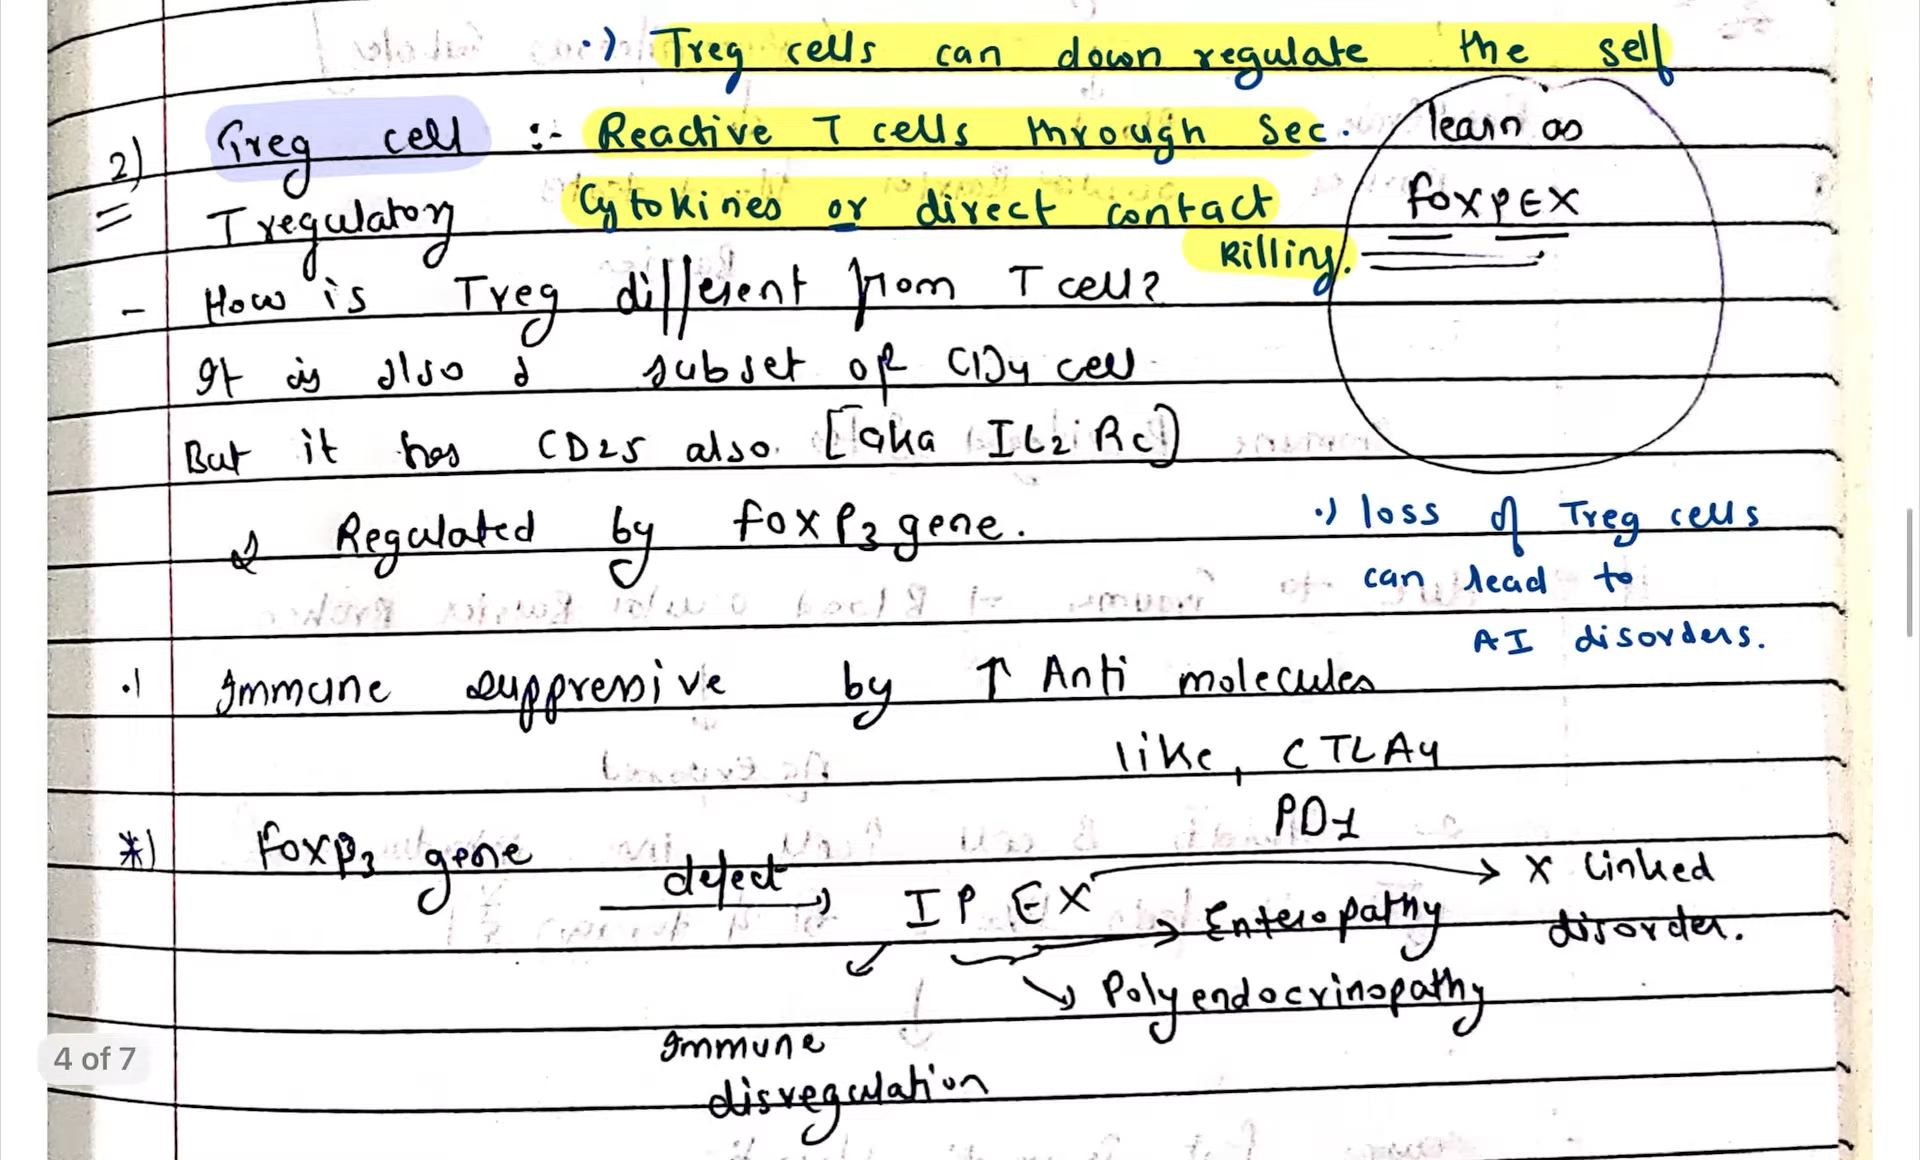 ·) Treg cells can down regulate the self
2) Treg cell :- Reactive T cells through Sec.
T regulatory Cytokines or direct contact
Killing.
learn as
foxpEX
- How is Treg different from T cell?
It is also a subset of CD4 cell
But it has CD25 also [aka IL2 Rc]
& Regulated by foxP3 gene.
·) loss of Treg cells
can lead to
AI disorders.
·) Immune suppressive by ↑ Anti molecules
like, CTLA4
PD1
*) foxp3 gene defect → IPEX → X linked
disorder.
→ Enteropathy
↘ Polyendocrinopathy
Immune
disregulation
4 of 7